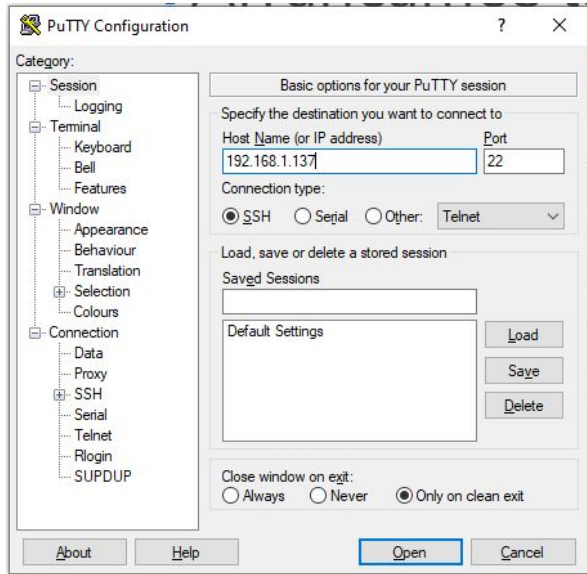 PuTTY Configuration
Category:
Session
Logging
Terminal
Keyboard
Bell
Features
Window
Appearance
Behaviour
Translation
Selection
Colours
Connection
Data
Proxy
SSH
Serial
Telnet
Rlogin
SUPDUP
Basic options for your PuTTY session
Specify the destination you want to connect to
Host Name (or IP address) Port
192.168.1.137 22
Connection type:
SSH Serial Other: Telnet
Load, save or delete a stored session
Saved Sessions
Default Settings
Load
Save
Delete
Close window on exit:
Always Never Only on clean exit
About Help Open Cancel